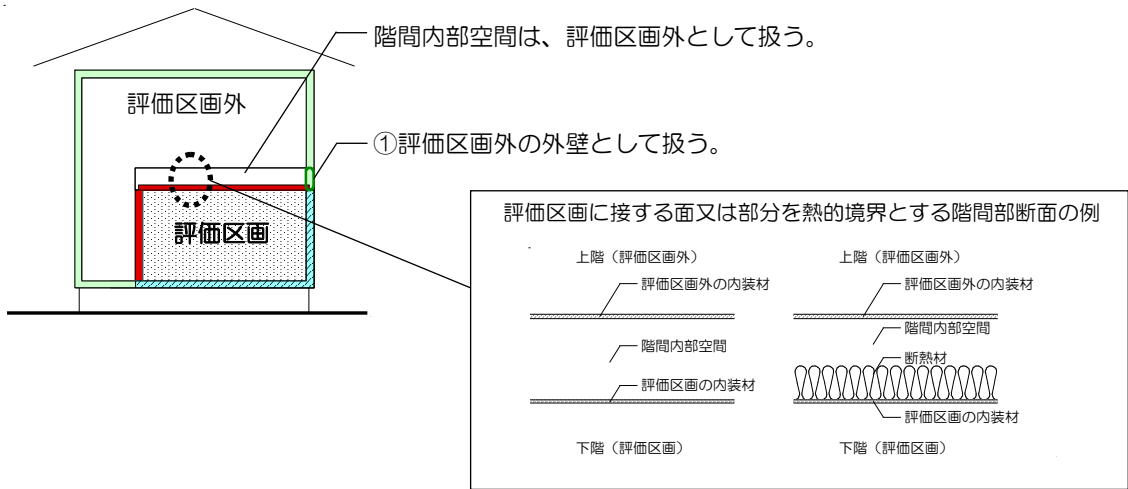 階間内部空間は、評価区画外として扱う。
評価区画外
①評価区画外の外壁として扱う。
評価区画
評価区画に接する面又は部分を熱的境界とする階間部断面の例
上階（評価区画外）
評価区画外の内装材
階間内部空間
評価区画の内装材
下階（評価区画）
上階（評価区画外）
評価区画外の内装材
階間内部空間
断熱材
評価区画の内装材
下階（評価区画）